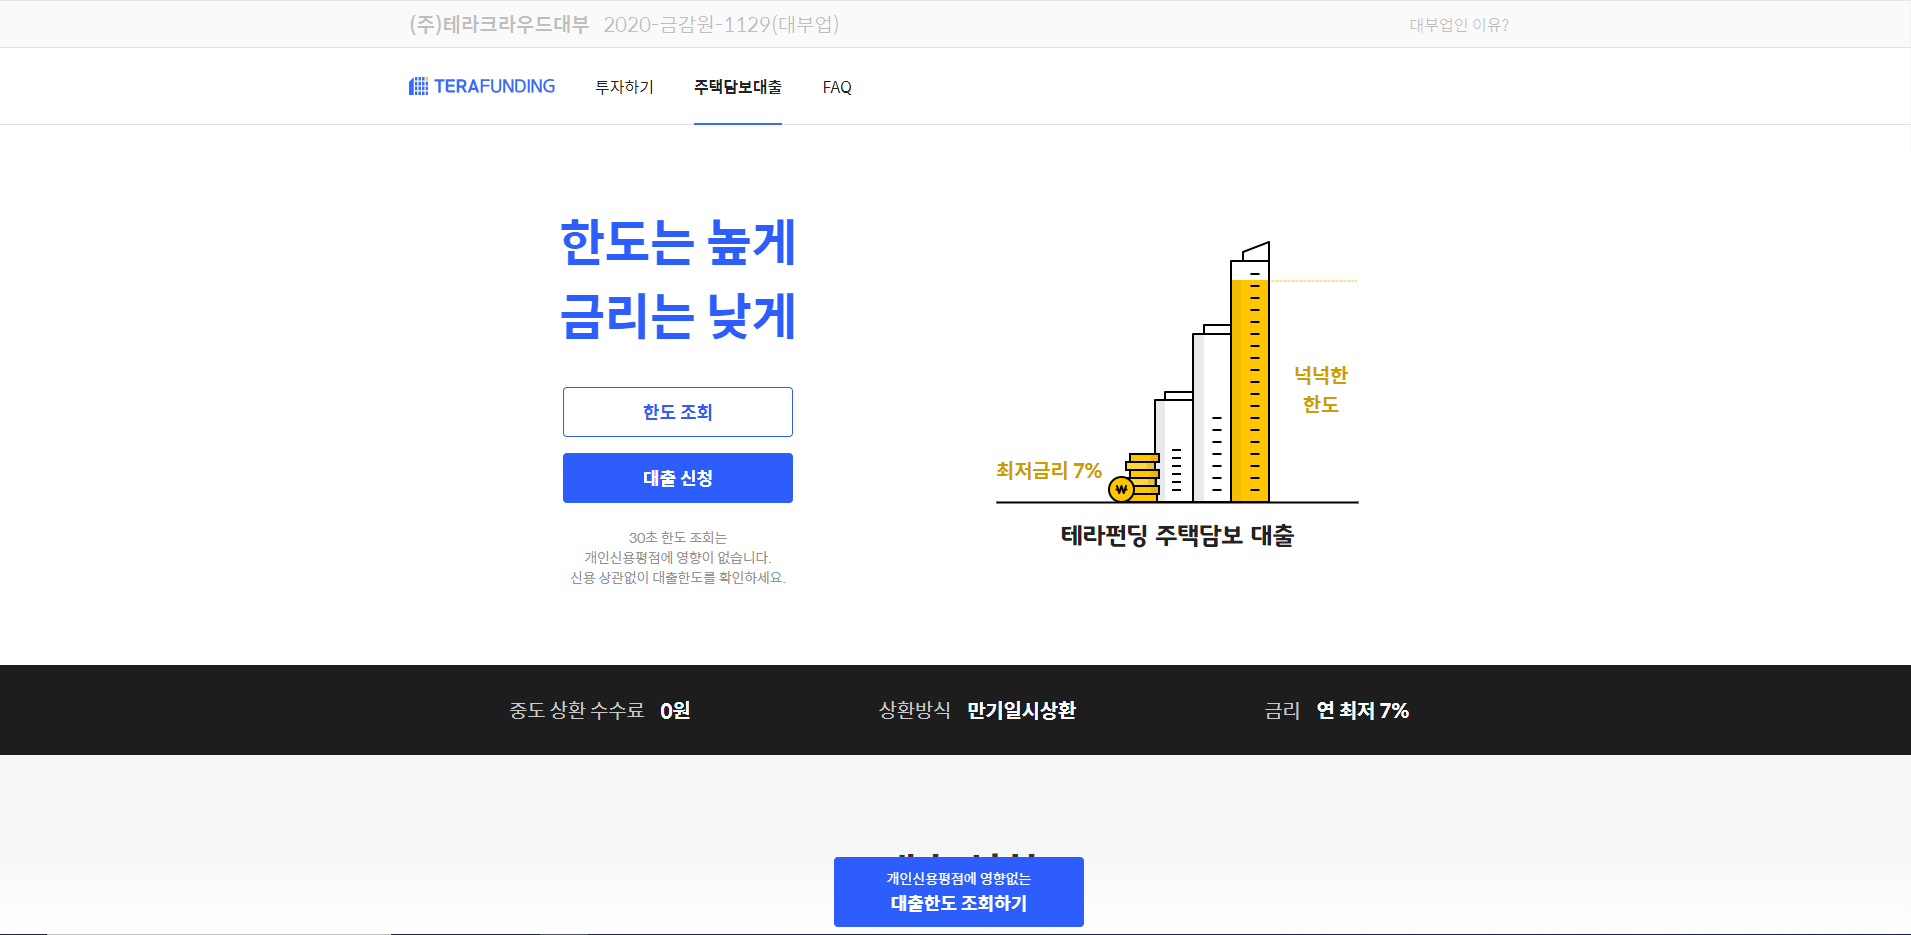 (주)테라크라우드대부 2020-금감원-1129(대부업)
대부업인 이유?
TERAFUNDING 투자하기 주택담보대출 FAQ
한도는 높게
금리는 낮게
한도 조회
대출 신청
30초 한도 조회는
개인신용평점에 영향이 없습니다.
신용 상관없이 대출한도를 확인하세요.
넉넉한
한도
최저금리 7%
₩
테라펀딩 주택담보 대출
중도 상환 수수료 0원 상환방식 만기일시상환 금리 연 최저 7%
개인신용평점에 영향없는
대출한도 조회하기